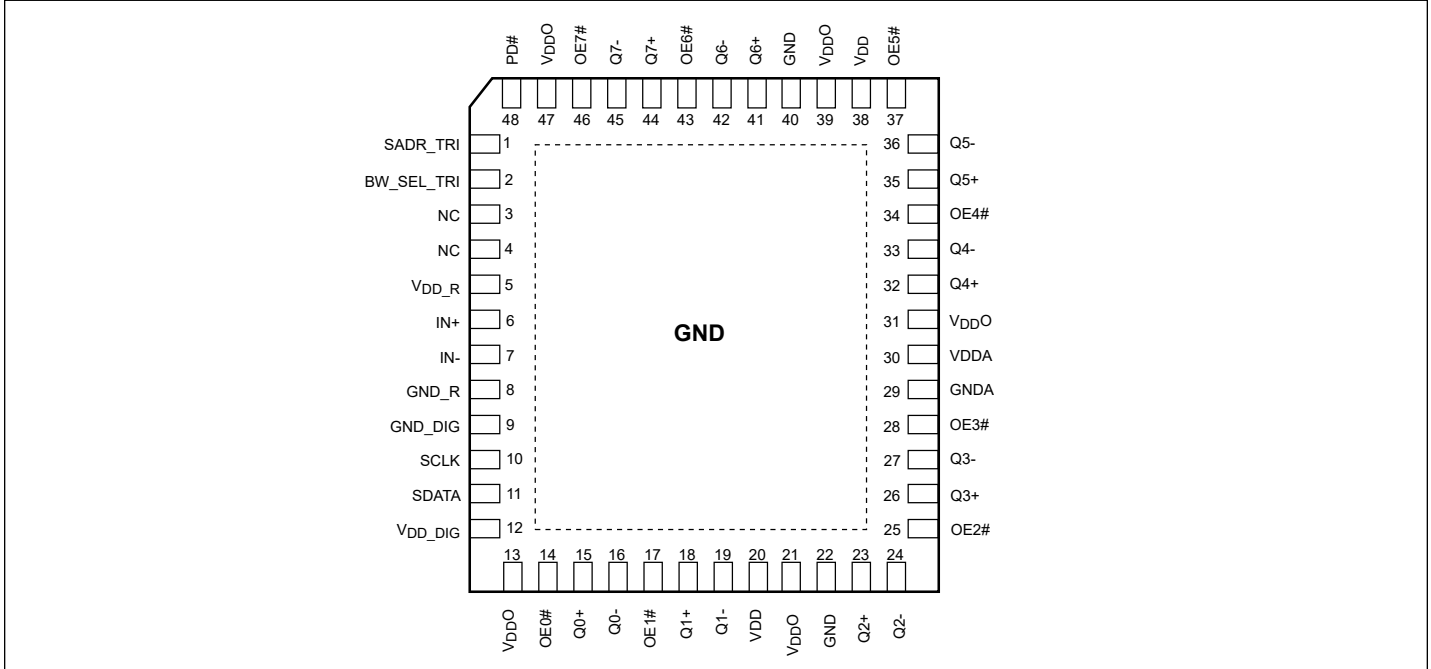 PD#
VDDO
OE7#
Q7-
Q7+
OE6#
Q6-
Q6+
GND
VDDO
VDD
OE5#
48 47 46 45 44 43 42 41 40 39 38 37
SADR_TRI 1
BW_SEL_TRI 2
NC 3
NC 4
VDD_R 5
IN+ 6
IN- 7
GND_R 8
GND_DIG 9
SCLK 10
SDATA 11
VDD_DIG 12
GND
36 Q5-
35 Q5+
34 OE4#
33 Q4-
32 Q4+
31 VDDO
30 VDDA
29 GNDA
28 OE3#
27 Q3-
26 Q3+
25 OE2#
13 14 15 16 17 18 19 20 21 22 23 24
VDDO
OE0#
Q0+
Q0-
OE1#
Q1+
Q1-
VDD
VDDO
GND
Q2+
Q2-